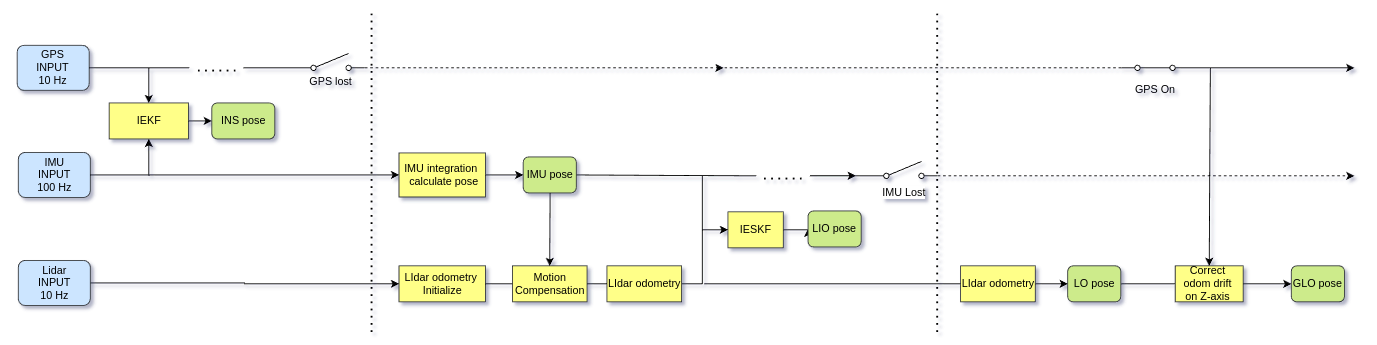 GPS
INPUT
10 Hz
. . . . . .
GPS lost
GPS On
IEKF
INS pose
IMU
INPUT
100 Hz
IMU integration
calculate pose
IMU pose
. . . . . .
IMU Lost
IESKF
LIO pose
Lidar
INPUT
10 Hz
LIdar odometry
Initialize
Motion
Compensation
LIdar odometry
LIdar odometry
LO pose
Correct
odom drift
on Z-axis
GLO pose